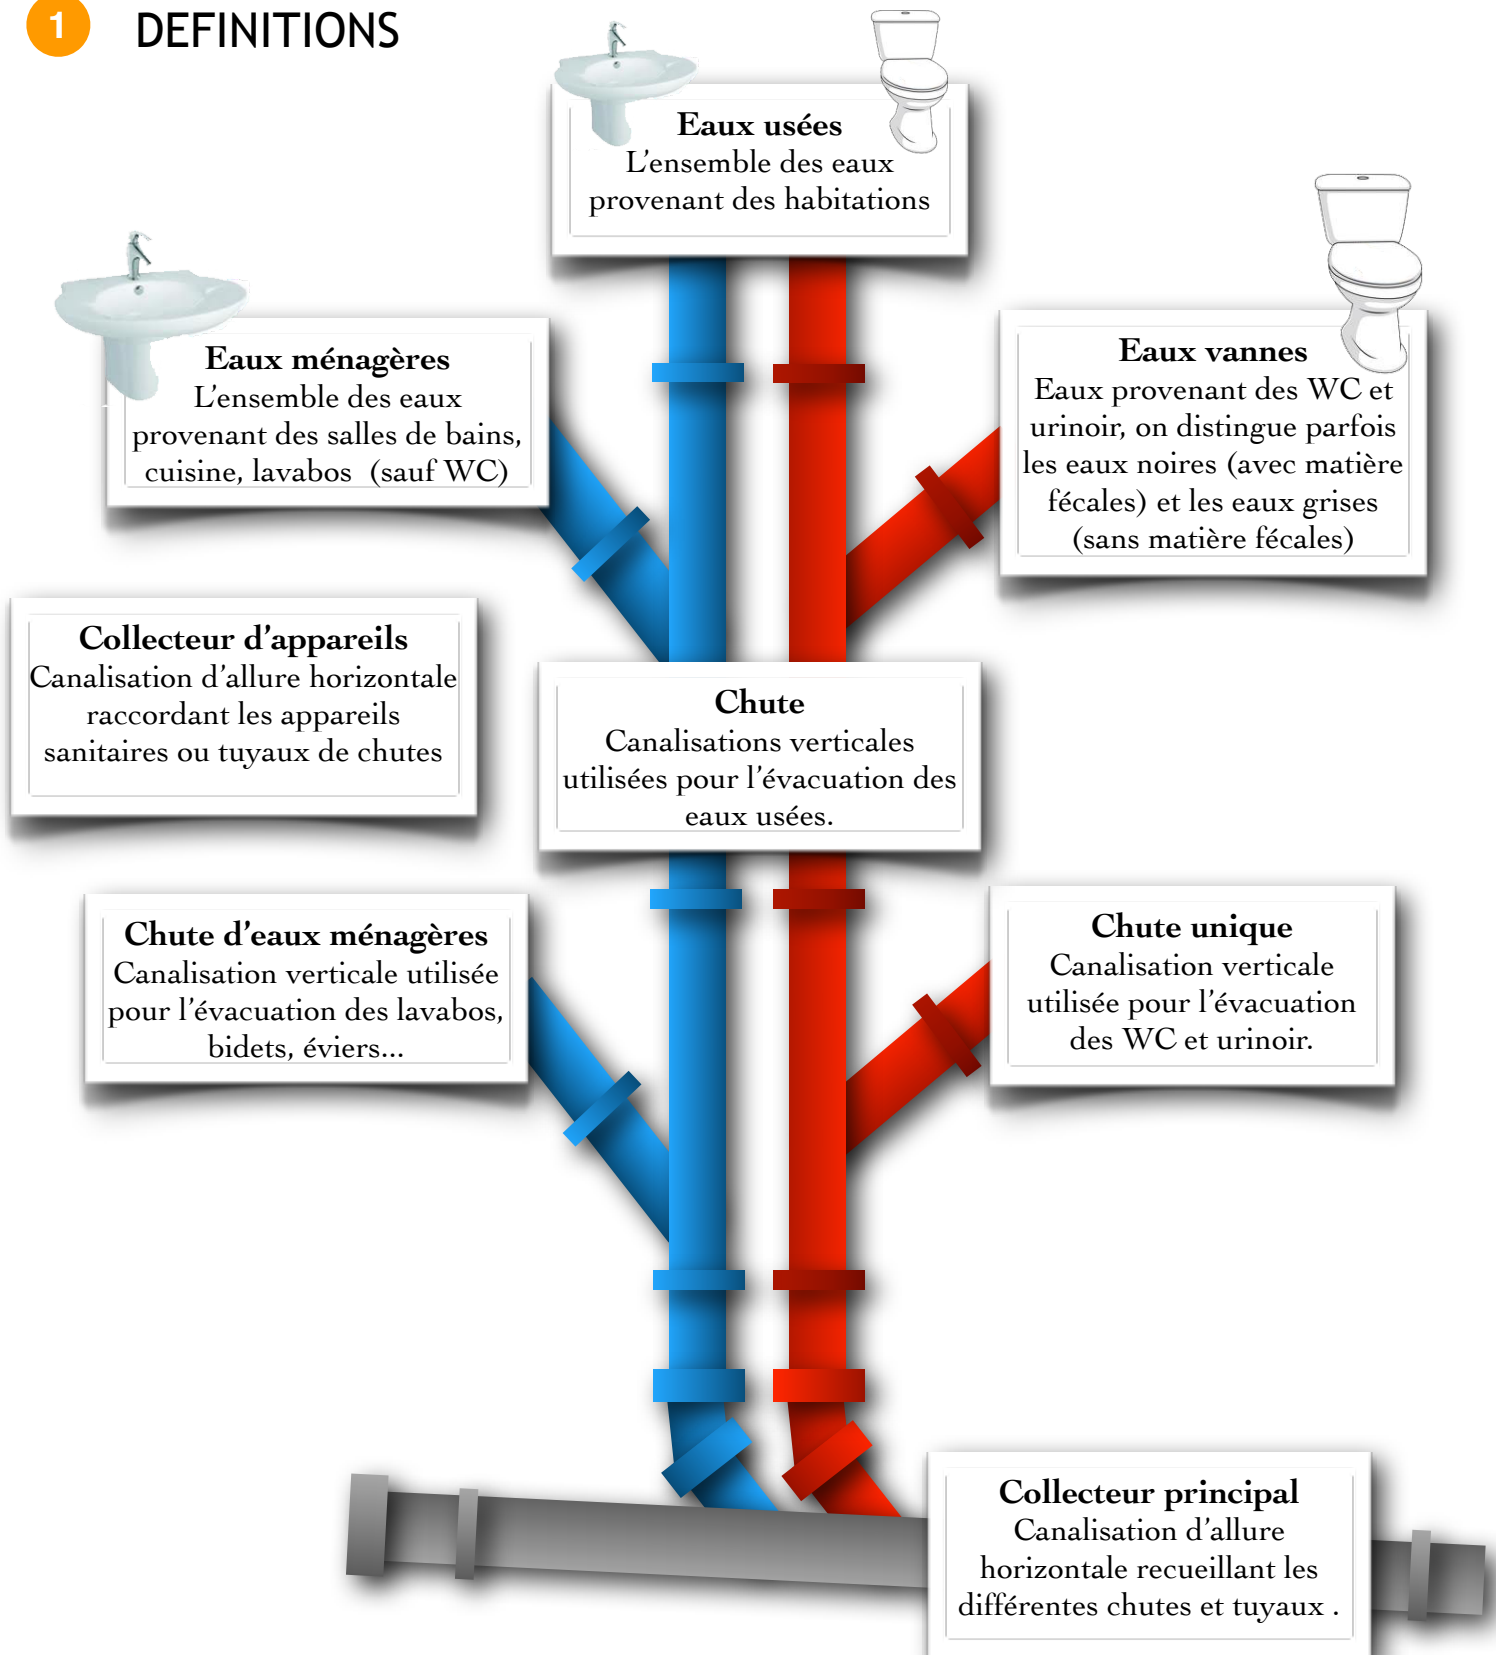 1 DEFINITIONS
Eaux usées
L’ensemble des eaux
provenant des habitations
Eaux ménagères
L’ensemble des eaux
provenant des salles de bains,
cuisine, lavabos (sauf WC)
Eaux vannes
Eaux provenant des WC et
urinoir, on distingue parfois
les eaux noires (avec matière
fécales) et les eaux grises
(sans matière fécales)
Collecteur d’appareils
Canalisation d’allure horizontale
raccordant les appareils
sanitaires ou tuyaux de chutes
Chute
Canalisations verticales
utilisées pour l’évacuation des
eaux usées.
Chute d’eaux ménagères
Canalisation verticale utilisée
pour l’évacuation des lavabos,
bidets, éviers...
Chute unique
Canalisation verticale
utilisée pour l’évacuation
des WC et urinoir.
Collecteur principal
Canalisation d’allure
horizontale recueillant les
différentes chutes et tuyaux .